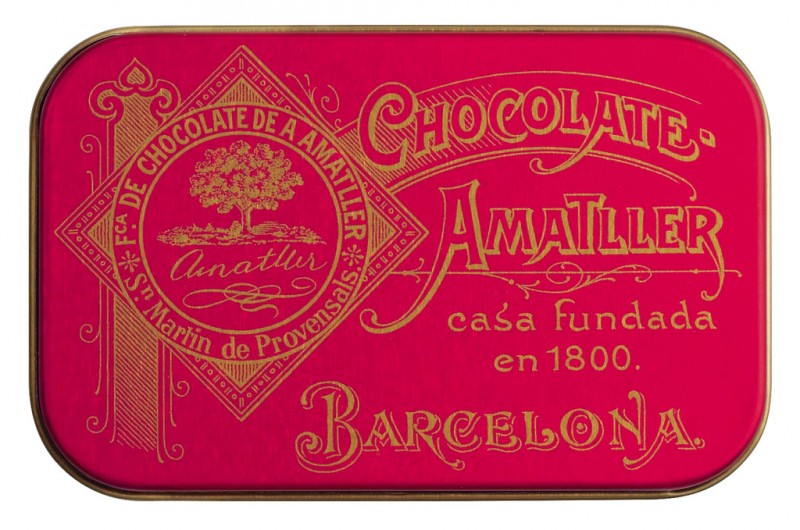 Fca DE CHOCOLATE DE A AMATLLER
Amatller
* Sn Martin de Provensals. *
CHOCOLATE-
AMATLLER
casa fundada
en 1800.
BARCELONA.